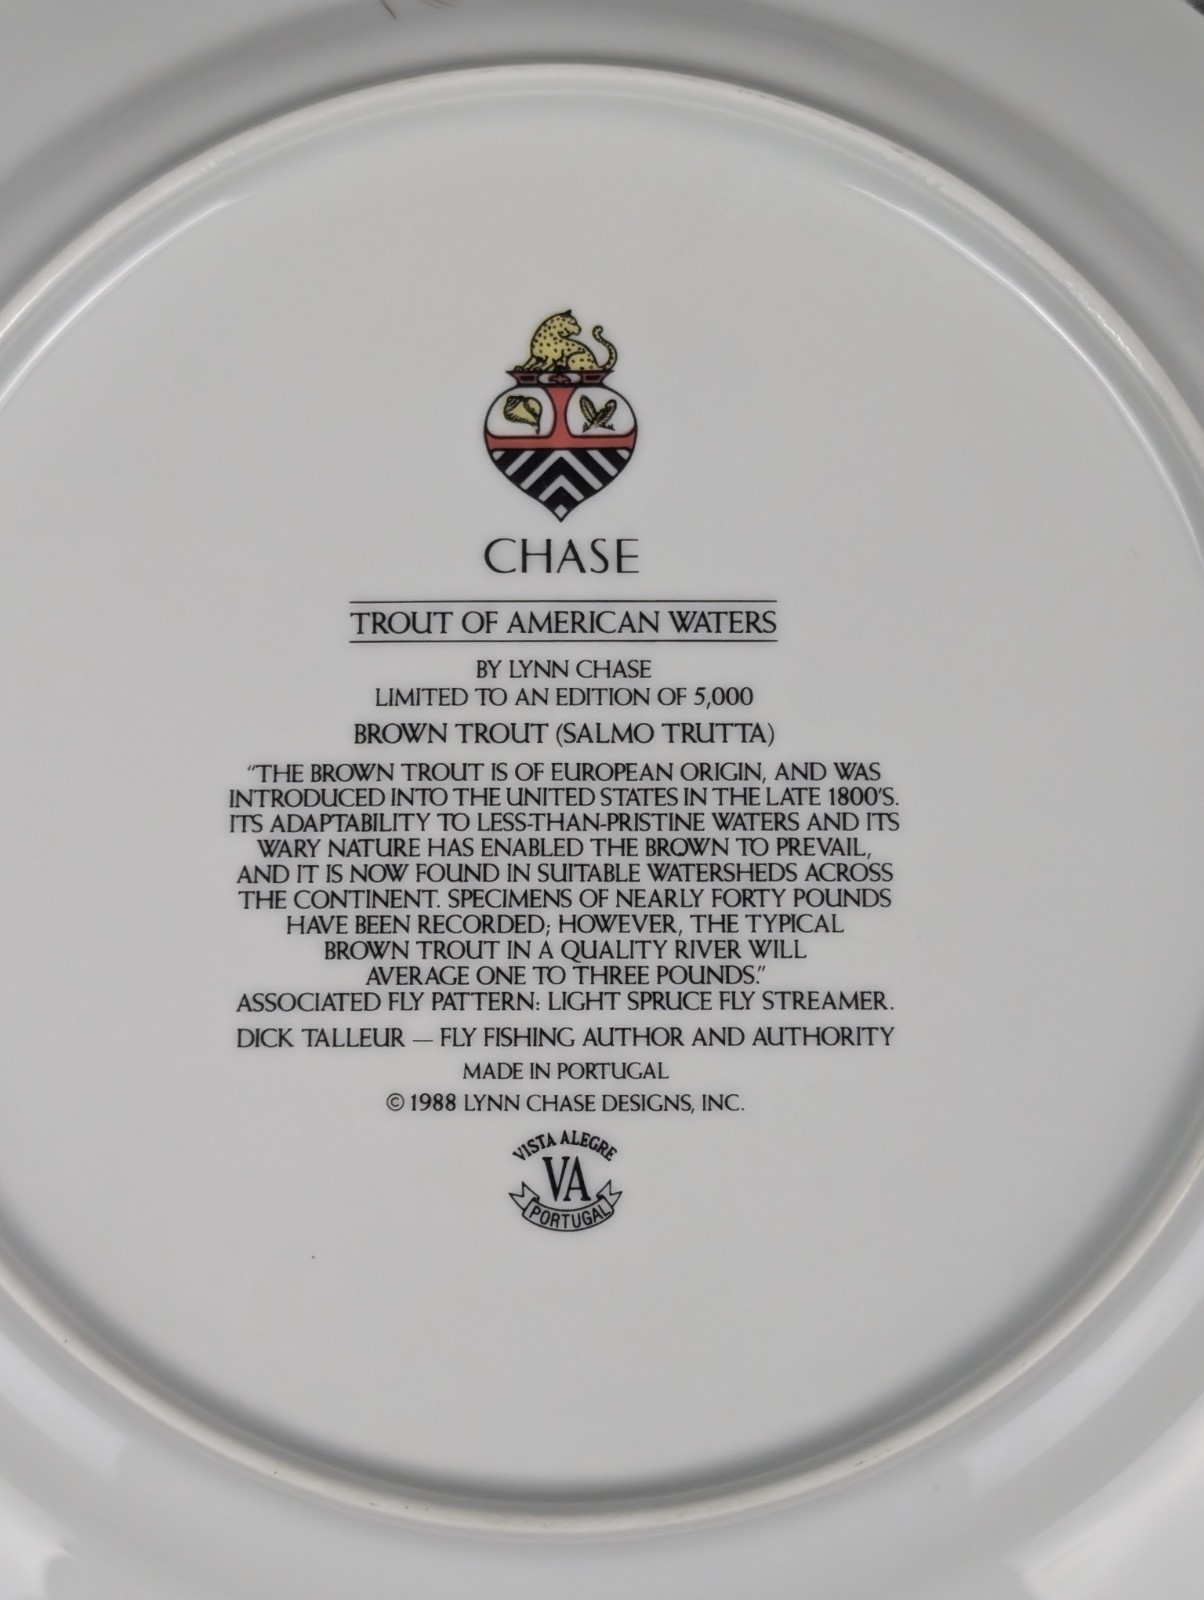 CHASE
TROUT OF AMERICAN WATERS
BY LYNN CHASE
LIMITED TO AN EDITION OF 5,000
BROWN TROUT (SALMO TRUTTA)
"THE BROWN TROUT IS OF EUROPEAN ORIGIN, AND WAS
INTRODUCED INTO THE UNITED STATES IN THE LATE 1800'S.
ITS ADAPTABILITY TO LESS-THAN-PRISTINE WATERS AND ITS
WARY NATURE HAS ENABLED THE BROWN TO PREVAIL,
AND IT IS NOW FOUND IN SUITABLE WATERSHEDS ACROSS
THE CONTINENT. SPECIMENS OF NEARLY FORTY POUNDS
HAVE BEEN RECORDED; HOWEVER, THE TYPICAL
BROWN TROUT IN A QUALITY RIVER WILL
AVERAGE ONE TO THREE POUNDS."
ASSOCIATED FLY PATTERN: LIGHT SPRUCE FLY STREAMER.
DICK TALLEUR — FLY FISHING AUTHOR AND AUTHORITY
MADE IN PORTUGAL
© 1988 LYNN CHASE DESIGNS, INC.
VISTA ALEGRE
VA
PORTUGAL